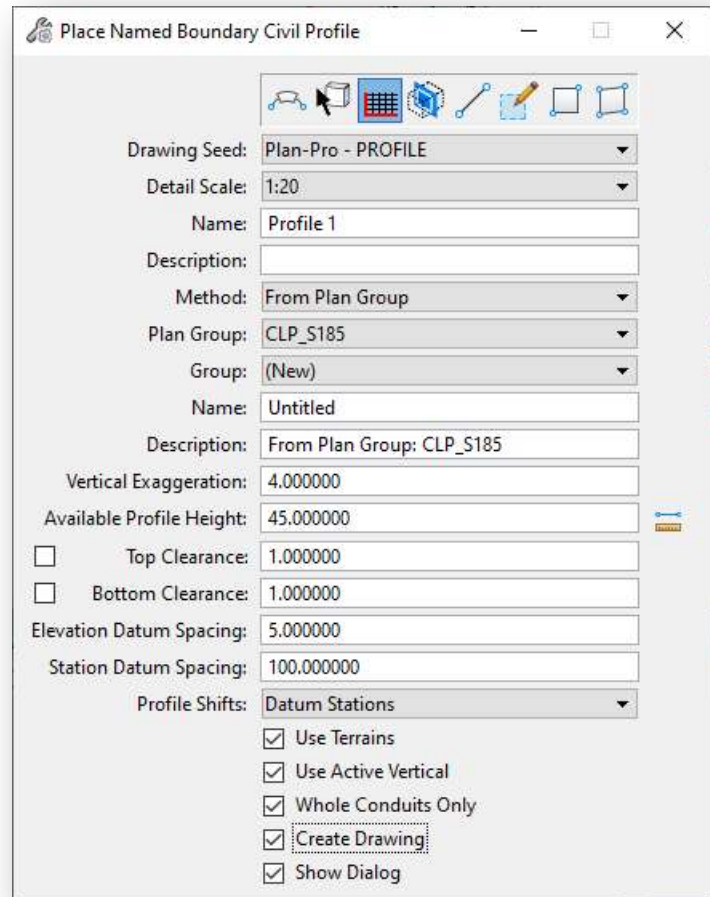 Place Named Boundary Civil Profile
Drawing Seed: Plan-Pro - PROFILE
Detail Scale: 1:20
Name: Profile 1
Description:
Method: From Plan Group
Plan Group: CLP_S185
Group: (New)
Name: Untitled
Description: From Plan Group: CLP_S185
Vertical Exaggeration: 4.000000
Available Profile Height: 45.000000
Top Clearance: 1.000000
Bottom Clearance: 1.000000
Elevation Datum Spacing: 5.000000
Station Datum Spacing: 100.000000
Profile Shifts: Datum Stations
Use Terrains
Use Active Vertical
Whole Conduits Only
Create Drawing
Show Dialog